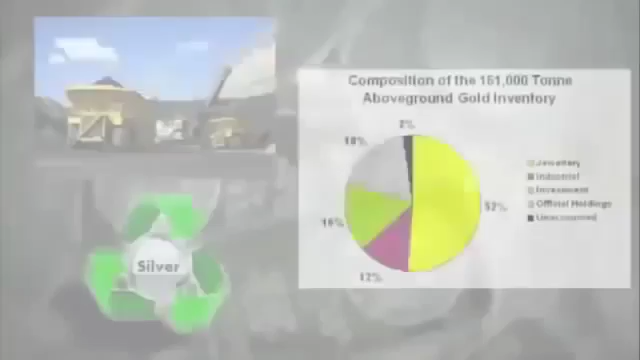 Composition of the 161,000 Tonne
Aboveground Gold Inventory
2%
18%
16%
12%
52%
Jewellery
Industrial
Investment
Official Holdings
Unaccounted
Silver